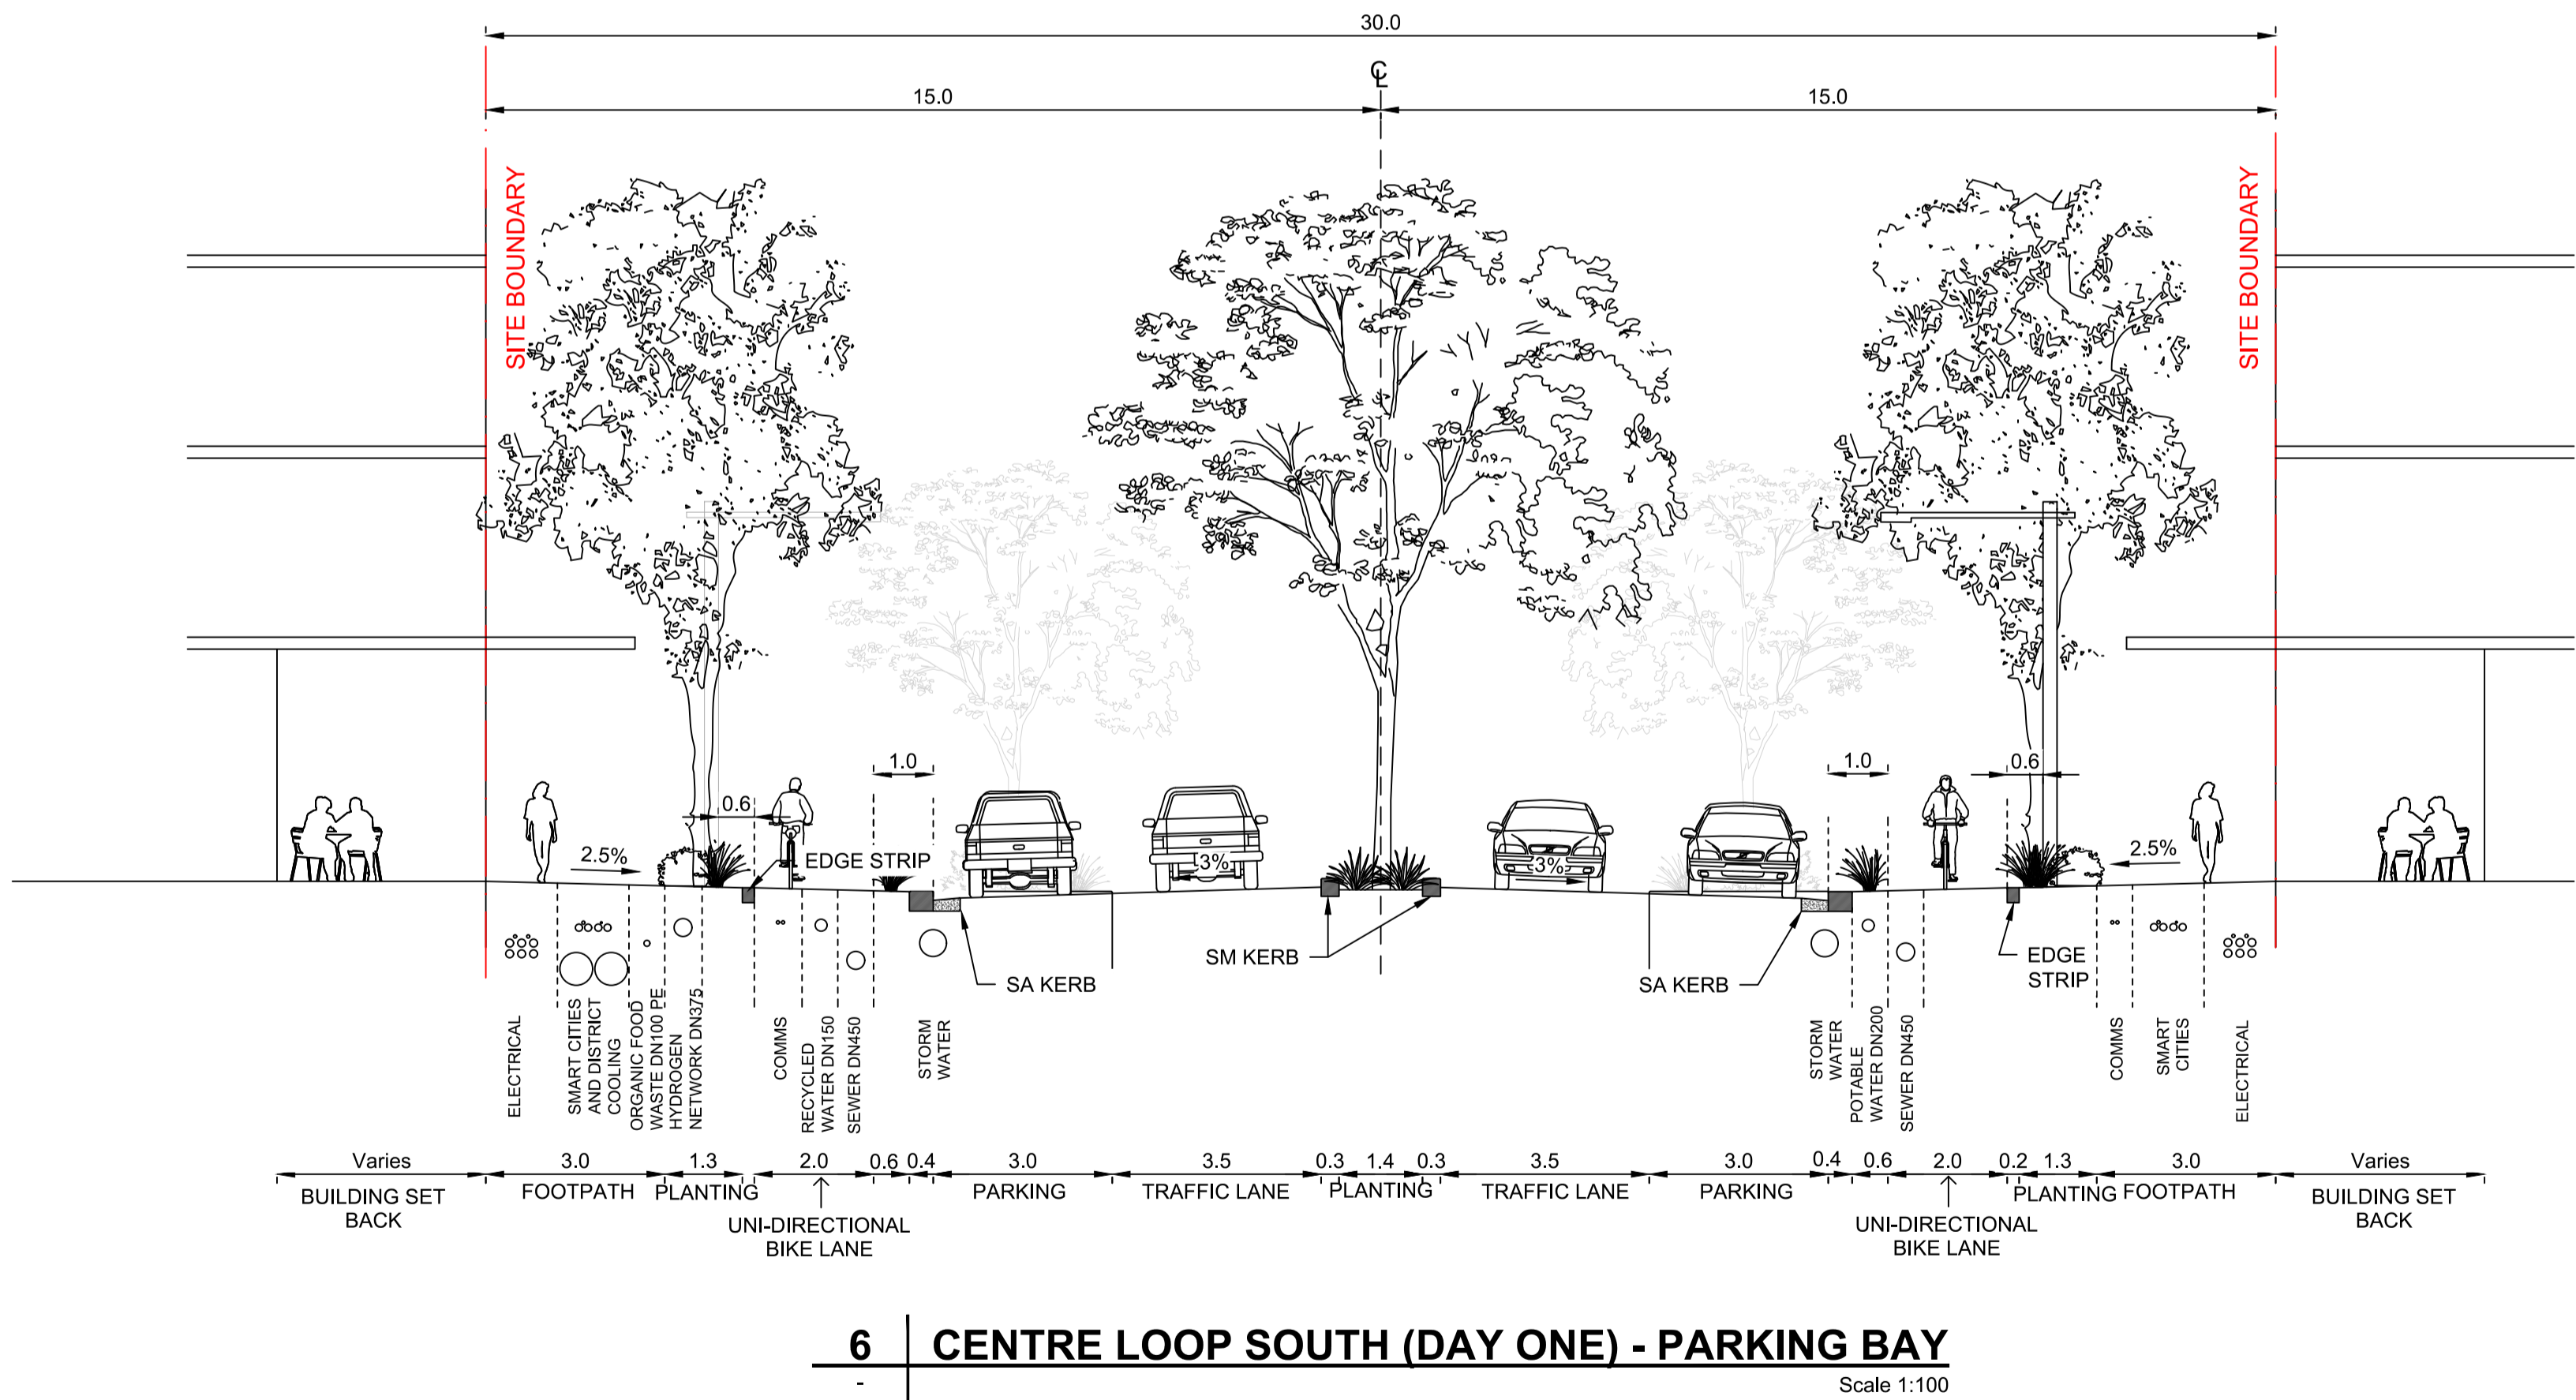 30.0
℄
15.0
15.0
SITE BOUNDARY
SITE BOUNDARY
1.0
1.0
0.6
0.6
2.5%
EDGE STRIP
3%
3%
2.5%
SA KERB
SM KERB
SA KERB
EDGE
STRIP
ELECTRICAL
SMART CITIES
AND DISTRICT
COOLING
ORGANIC FOOD
WASTE DN100 PE
HYDROGEN
NETWORK DN375
COMMS
RECYCLED
WATER DN150
SEWER DN450
STORM
WATER
STORM
WATER
POTABLE
WATER DN200
SEWER DN450
COMMS
SMART
CITIES
ELECTRICAL
Varies 3.0 1.3 2.0 0.6 0.4 3.0 3.5 0.3 1.4 0.3 3.5 3.0 0.4 0.6 2.0 0.2 1.3 3.0 Varies
BUILDING SET
BACK
FOOTPATH
PLANTING
UNI-DIRECTIONAL
BIKE LANE
PARKING
TRAFFIC LANE
PLANTING
TRAFFIC LANE
PARKING
UNI-DIRECTIONAL
BIKE LANE
PLANTING
FOOTPATH
BUILDING SET
BACK
6 CENTRE LOOP SOUTH (DAY ONE) - PARKING BAY
-
Scale 1:100